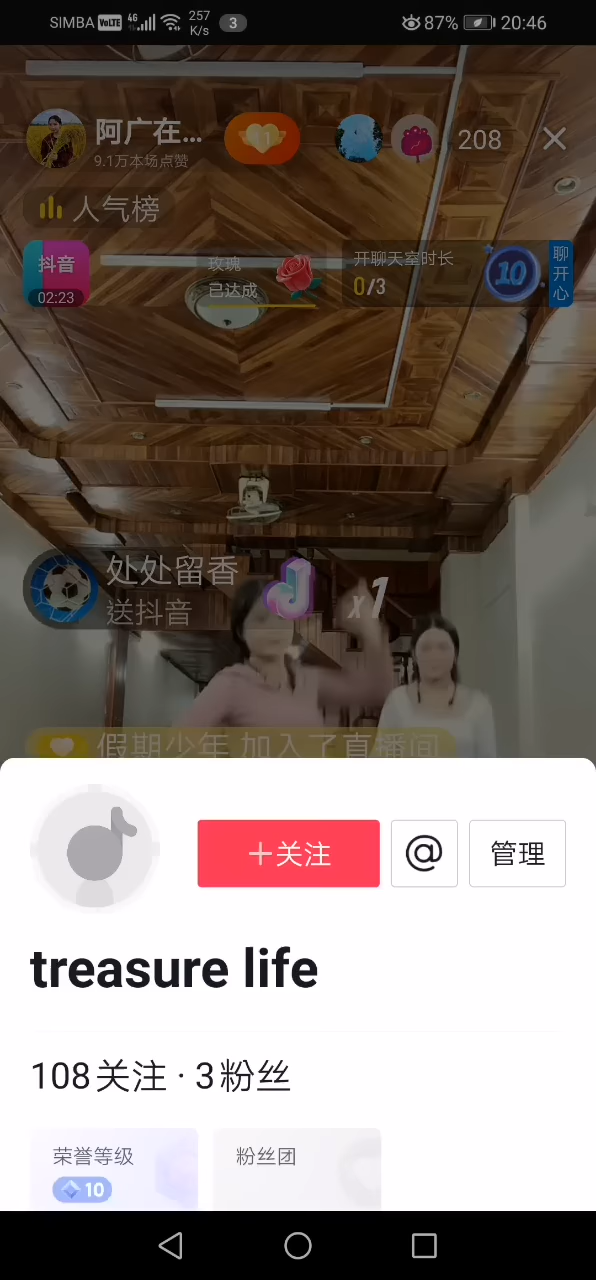 SIMBA VoLTE 4G 257 K/s 3 87% 20:46
阿广在...
9.1万本场点赞
1
208
人气榜
抖音
02:23
玫瑰
已达成
开聊天室时长
0/3
10
聊开心
处处留香
送抖音
x1
假期少年 加入了直播间
+关注
@
管理
treasure life
108关注 · 3粉丝
荣誉等级
粉丝团
10